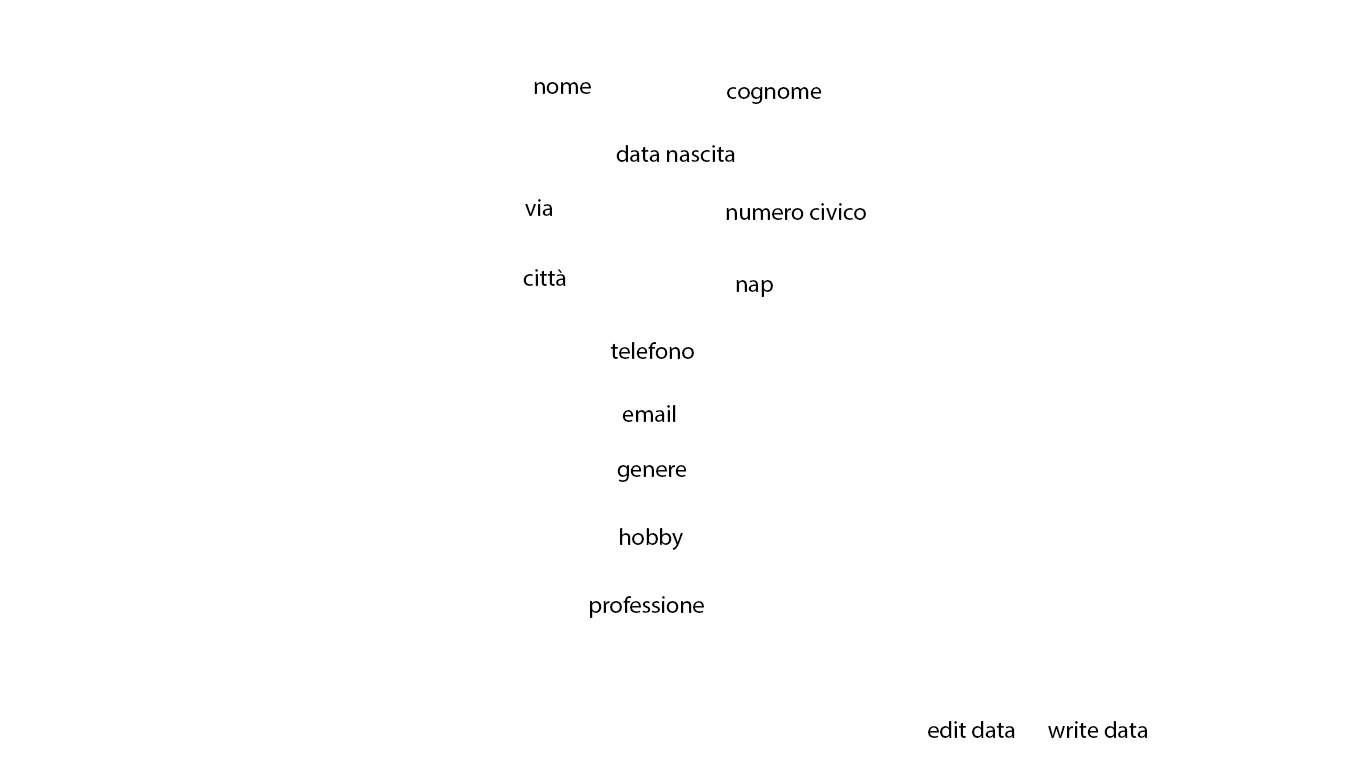 nome cognome
data nascita
via numero civico
città nap
telefono
email
genere
hobby
professione
edit data write data